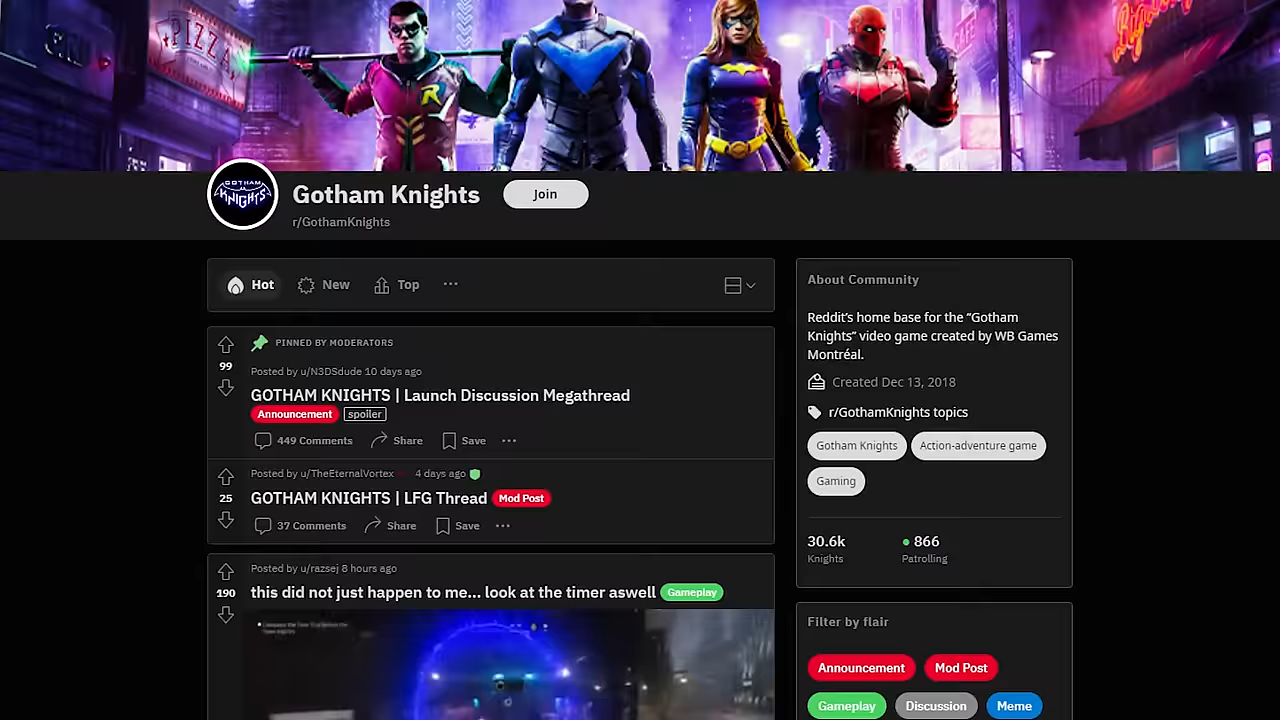 PIZZA
GOTHAM
KNIGHTS
Gotham Knights
Join
r/GothamKnights
Hot
New
Top
PINNED BY MODERATORS
99
Posted by u/N3DSdude 10 days ago
GOTHAM KNIGHTS | Launch Discussion Megathread
Announcement spoiler
449 Comments Share Save
Posted by u/TheEternalVortex 4 days ago
25
GOTHAM KNIGHTS | LFG Thread Mod Post
37 Comments Share Save
Posted by u/razsej 8 hours ago
190
this did not just happen to me... look at the timer aswell Gameplay
About Community
Reddit’s home base for the “Gotham
Knights” video game created by WB Games
Montréal.
Created Dec 13, 2018
r/GothamKnights topics
Gotham Knights Action-adventure game
Gaming
30.6k 866
Knights Patrolling
Filter by flair
Announcement Mod Post
Gameplay Discussion Meme